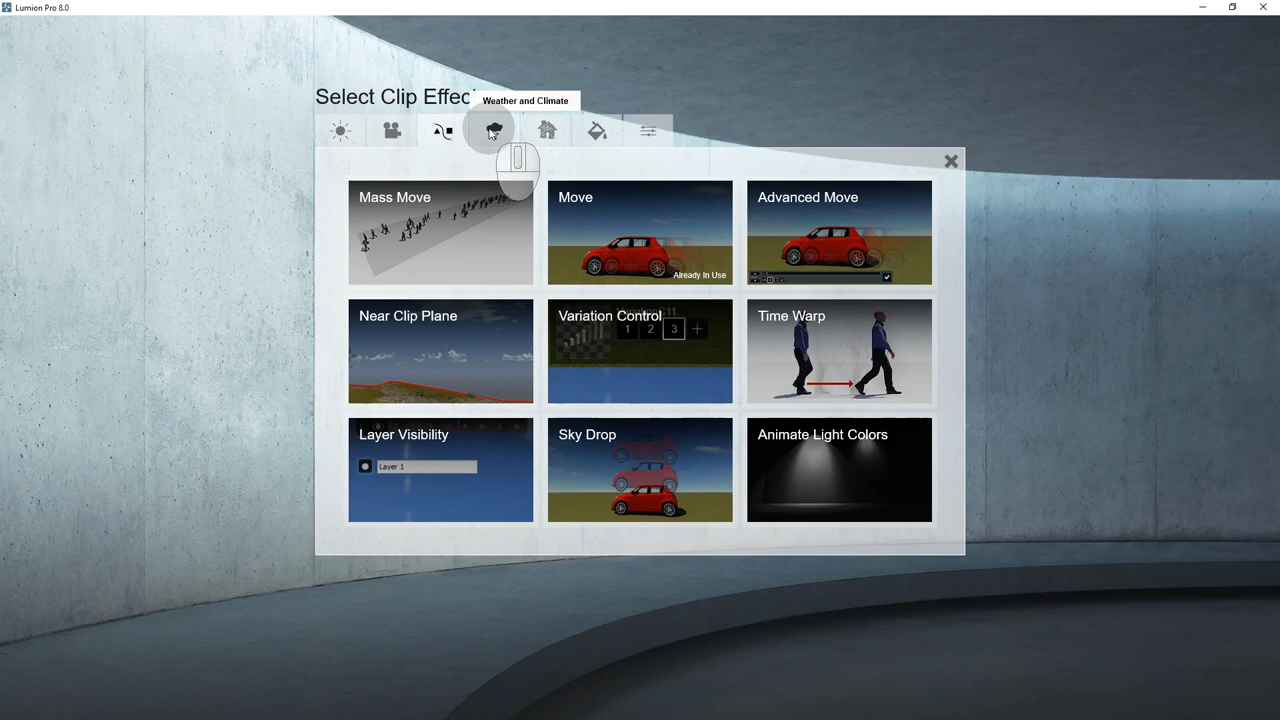 Lumion Pro 8.0
Select Clip Effec
Weather and Climate
Mass Move
Move
Already In Use
Advanced Move
Near Clip Plane
Variation Control
1 2 3 +
Time Warp
Layer Visibility
Layer 1
Sky Drop
Animate Light Colors